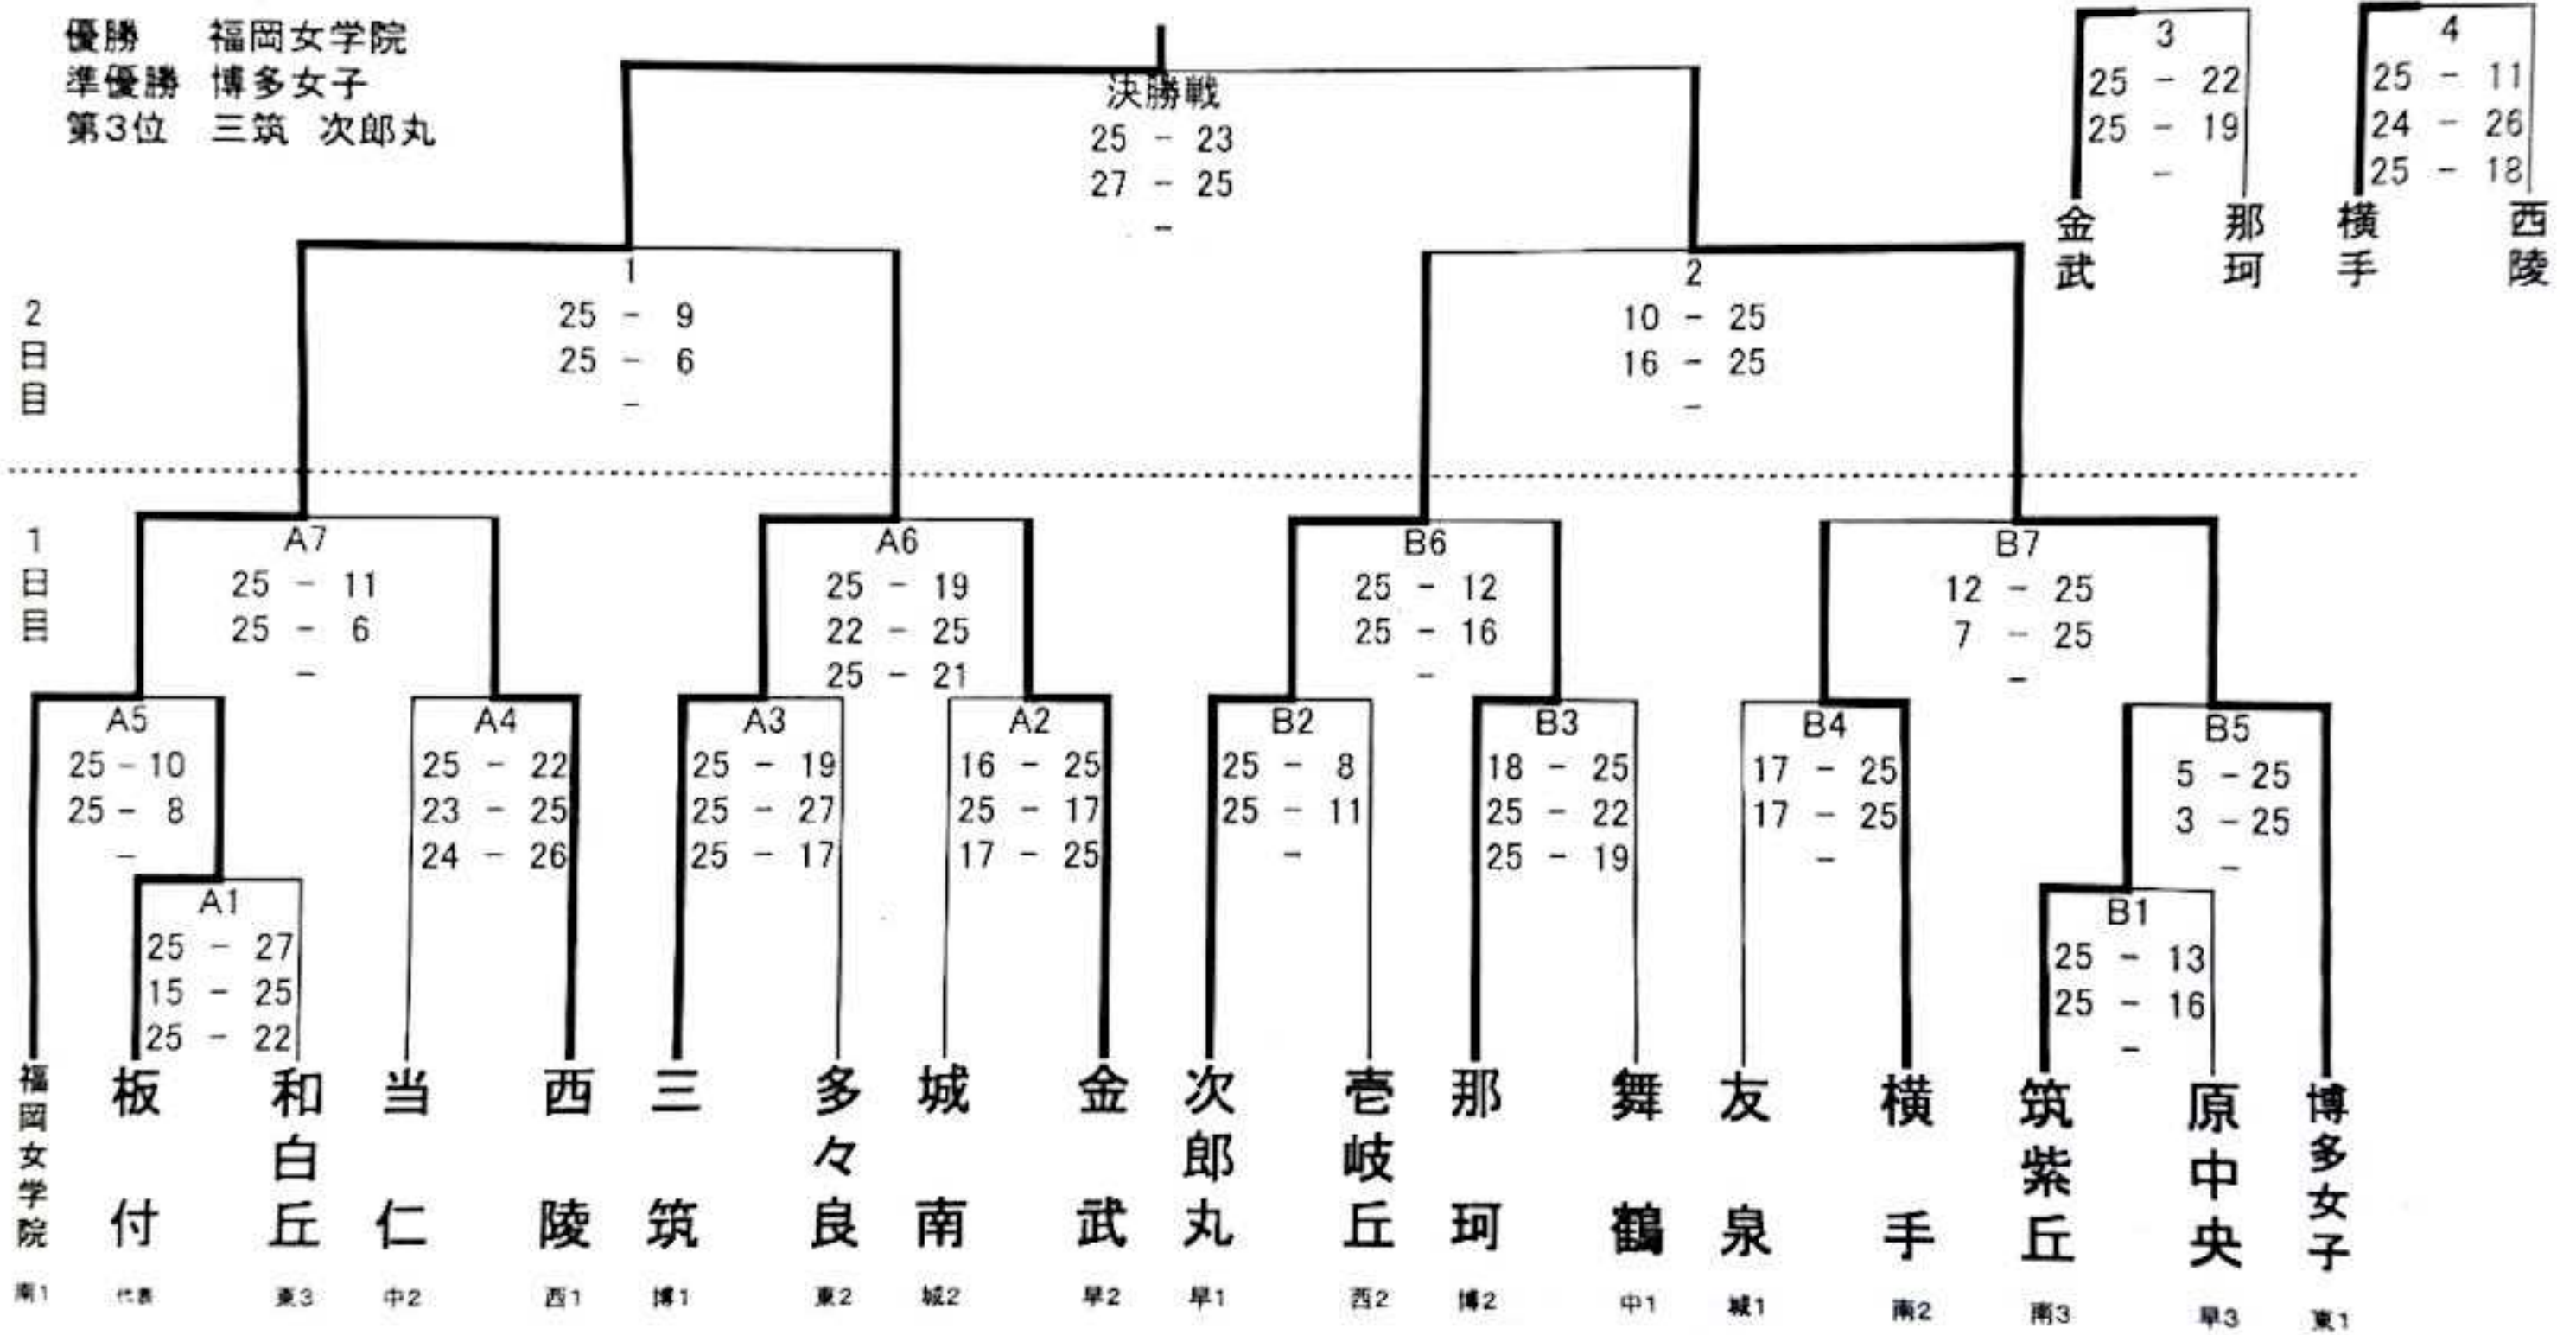 優勝 福岡女学院
準優勝 博多女子
第3位 三筑 次郎丸
決勝戦
25 - 23
27 - 25
-
3
25 - 22
25 - 19
-
金武
那珂
4
25 - 11
24 - 26
25 - 18
横手
西陵
2日目
1
25 - 9
25 - 6
-
2
10 - 25
16 - 25
-
1日目
A7
25 - 11
25 - 6
-
A6
25 - 19
22 - 25
25 - 21
B6
25 - 12
25 - 16
-
B7
12 - 25
7 - 25
-
A5
25 - 10
25 - 8
-
A4
25 - 22
23 - 25
24 - 26
A3
25 - 19
25 - 27
25 - 17
A2
16 - 25
25 - 17
17 - 25
B2
25 - 8
25 - 11
-
B3
18 - 25
25 - 22
25 - 19
B4
17 - 25
17 - 25
-
B5
5 - 25
3 - 25
-
A1
25 - 27
15 - 25
25 - 22
B1
25 - 13
25 - 16
-
福岡女学院
板付
和白丘
当仁
西陵
三筑
多々良
城南
金武
次郎丸
壱岐丘
那珂
舞鶴
友泉
横手
筑紫丘
原中央
博多女子
南1
代表
東3
中2
西1
博1
東2
城2
早2
早1
西2
博2
中1
城1
南2
南3
早3
東1